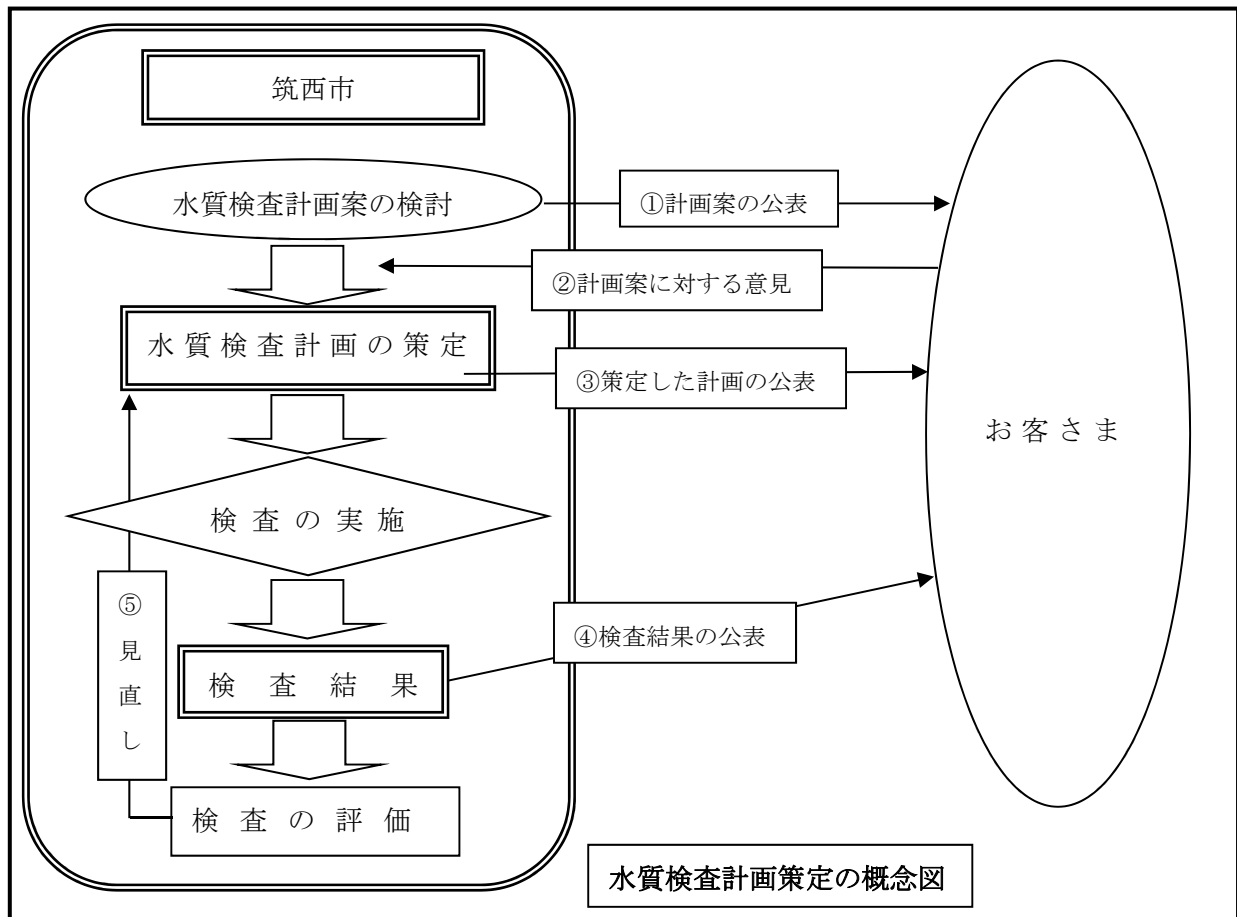 筑西市
水質検査計画案の検討
①計画案の公表
②計画案に対する意見
水質検査計画の策定
③策定した計画の公表
お客さま
検査の実施
④検査結果の公表
⑤見直し
検査結果
検査の評価
水質検査計画策定の概念図